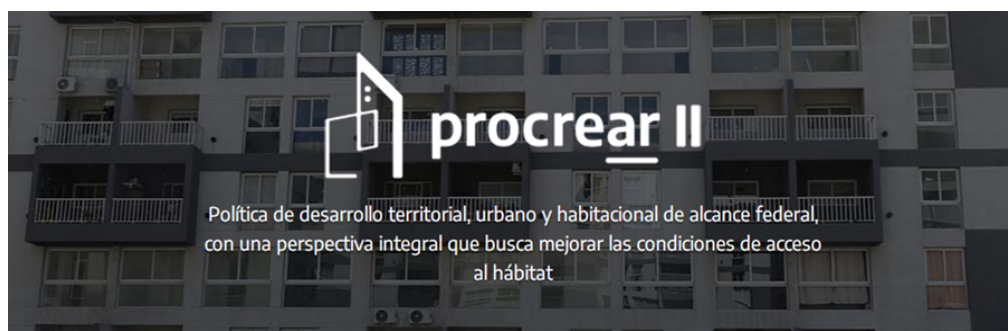 procrear II
Política de desarrollo territorial, urbano y habitacional de alcance federal,
con una perspectiva integral que busca mejorar las condiciones de acceso
al hábitat